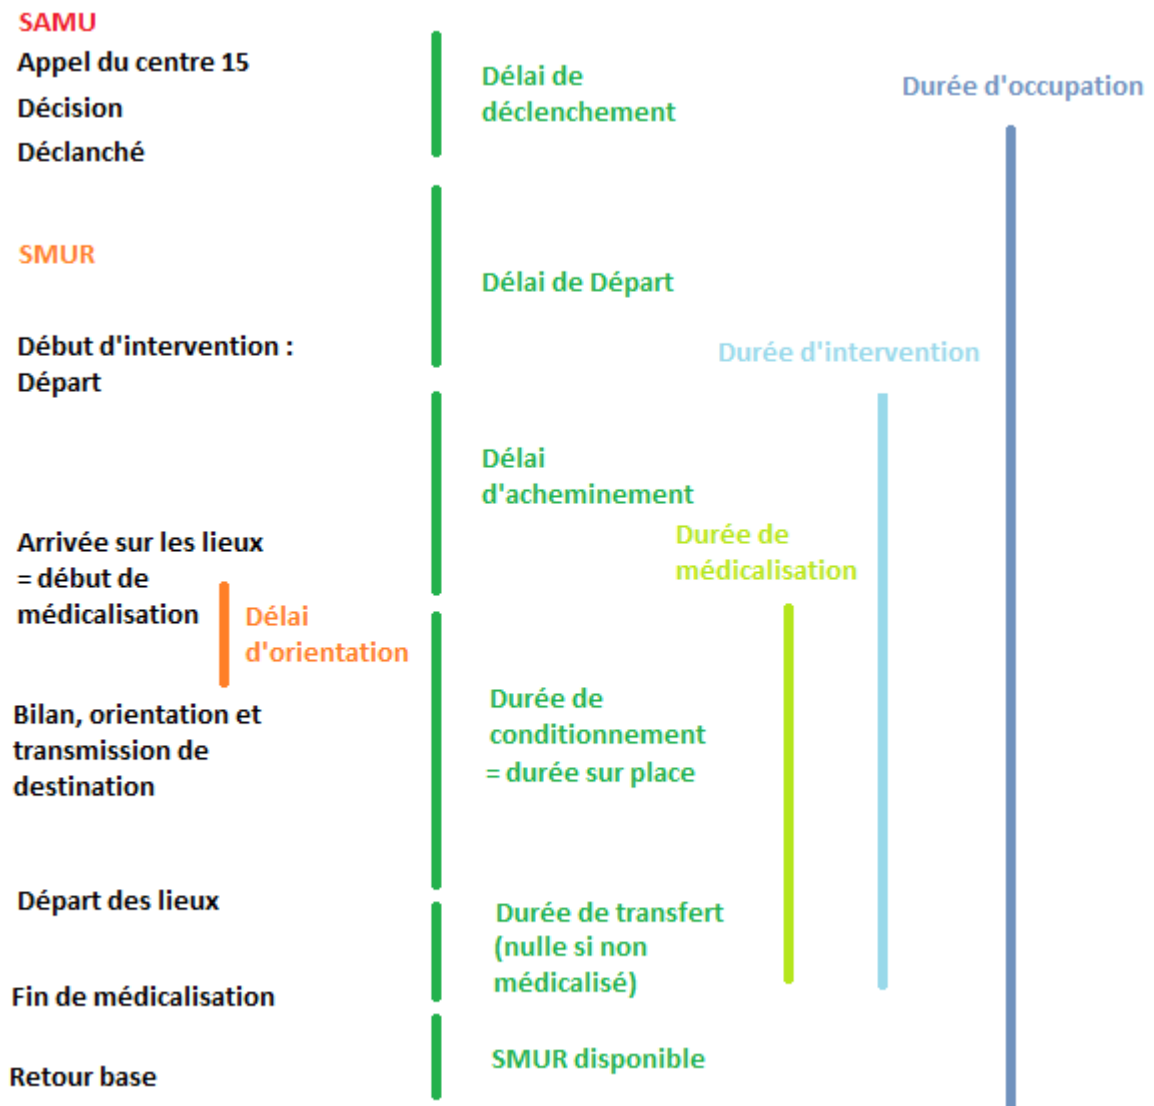 SAMU
Appel du centre 15
Décision
Déclanché
Délai de
déclenchement
Durée d'occupation
SMUR
Délai de Départ
Début d'intervention :
Départ
Durée d'intervention
Délai
d'acheminement
Arrivée sur les lieux
= début de
médicalisation
Délai
d'orientation
Durée de
médicalisation
Bilan, orientation et
transmission de
destination
Durée de
conditionnement
= durée sur place
Départ des lieux
Durée de transfert
(nulle si non
médicalisé)
Fin de médicalisation
SMUR disponible
Retour base